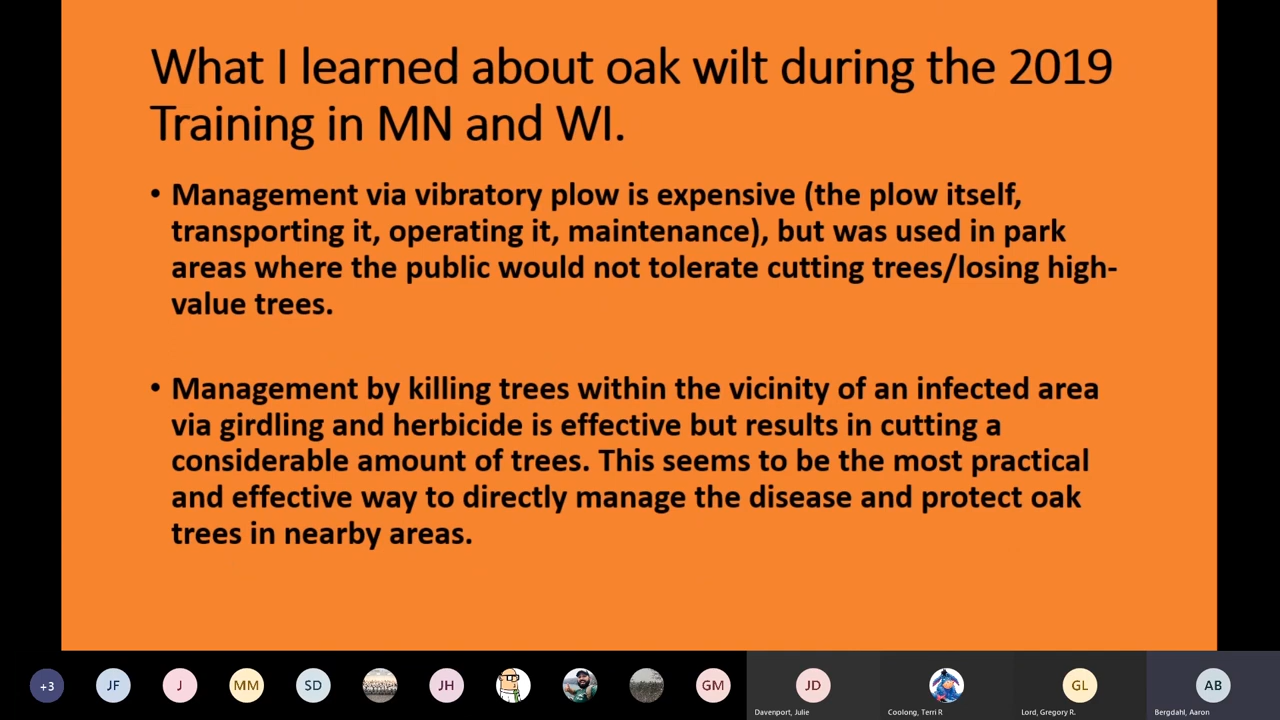 What I learned about oak wilt during the 2019
Training in MN and WI.
• Management via vibratory plow is expensive (the plow itself,
transporting it, operating it, maintenance), but was used in park
areas where the public would not tolerate cutting trees/losing high-
value trees.
• Management by killing trees within the vicinity of an infected area
via girdling and herbicide is effective but results in cutting a
considerable amount of trees. This seems to be the most practical
and effective way to directly manage the disease and protect oak
trees in nearby areas.
+3 JF J MM SD JH GM JD GL AB
Davenport, Julie Coolong, Terri R Lord, Gregory R. Bergdahl, Aaron